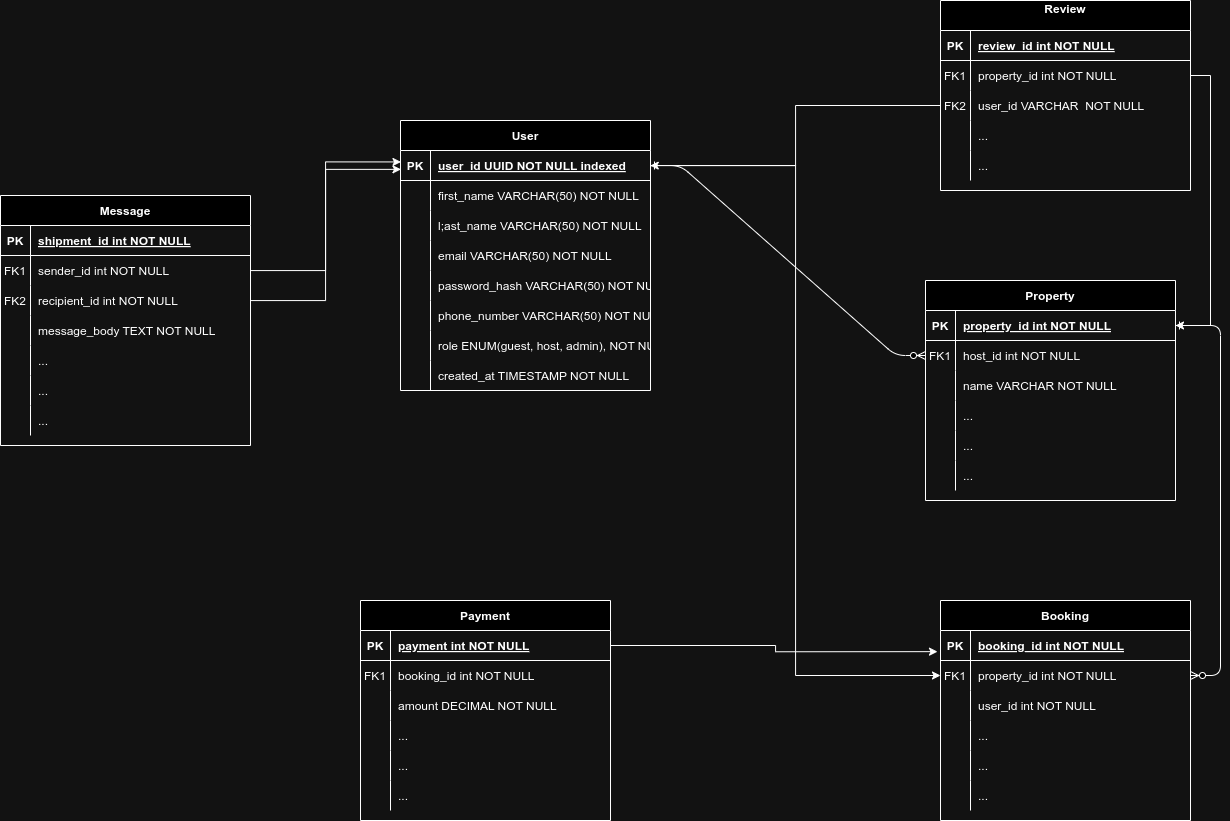 Review
PK review_id int NOT NULL
FK1 property_id int NOT NULL
FK2 user_id VARCHAR  NOT NULL
...
...
User
PK user_id UUID NOT NULL indexed
first_name VARCHAR(50) NOT NULL
l;ast_name VARCHAR(50) NOT NULL
email VARCHAR(50) NOT NULL
password_hash VARCHAR(50) NOT NU
phone_number VARCHAR(50) NOT NU
role ENUM(guest, host, admin), NOT NU
created_at TIMESTAMP NOT NULL
Message
PK shipment_id int NOT NULL
FK1 sender_id int NOT NULL
FK2 recipient_id int NOT NULL
message_body TEXT NOT NULL
...
...
...
Property
PK property_id int NOT NULL
FK1 host_id int NOT NULL
name VARCHAR NOT NULL
...
...
...
Payment
PK payment int NOT NULL
FK1 booking_id int NOT NULL
amount DECIMAL NOT NULL
...
...
...
Booking
PK booking_id int NOT NULL
FK1 property_id int NOT NULL
user_id int NOT NULL
...
...
...